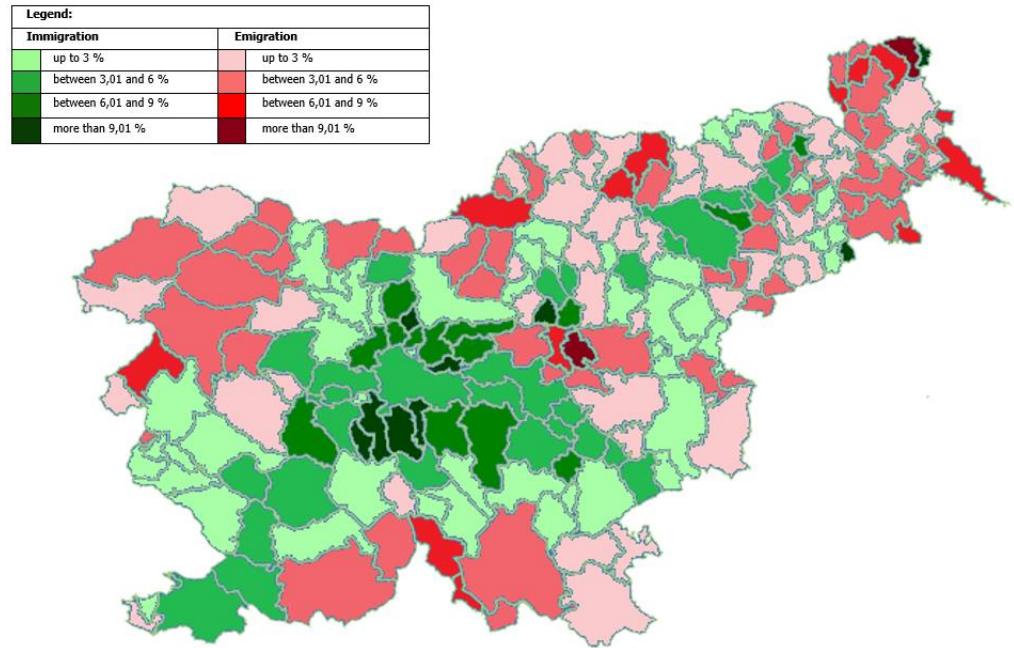 Legend:
Immigration Emigration
up to 3 % up to 3 %
between 3,01 and 6 % between 3,01 and 6 %
between 6,01 and 9 % between 6,01 and 9 %
more than 9,01 % more than 9,01 %